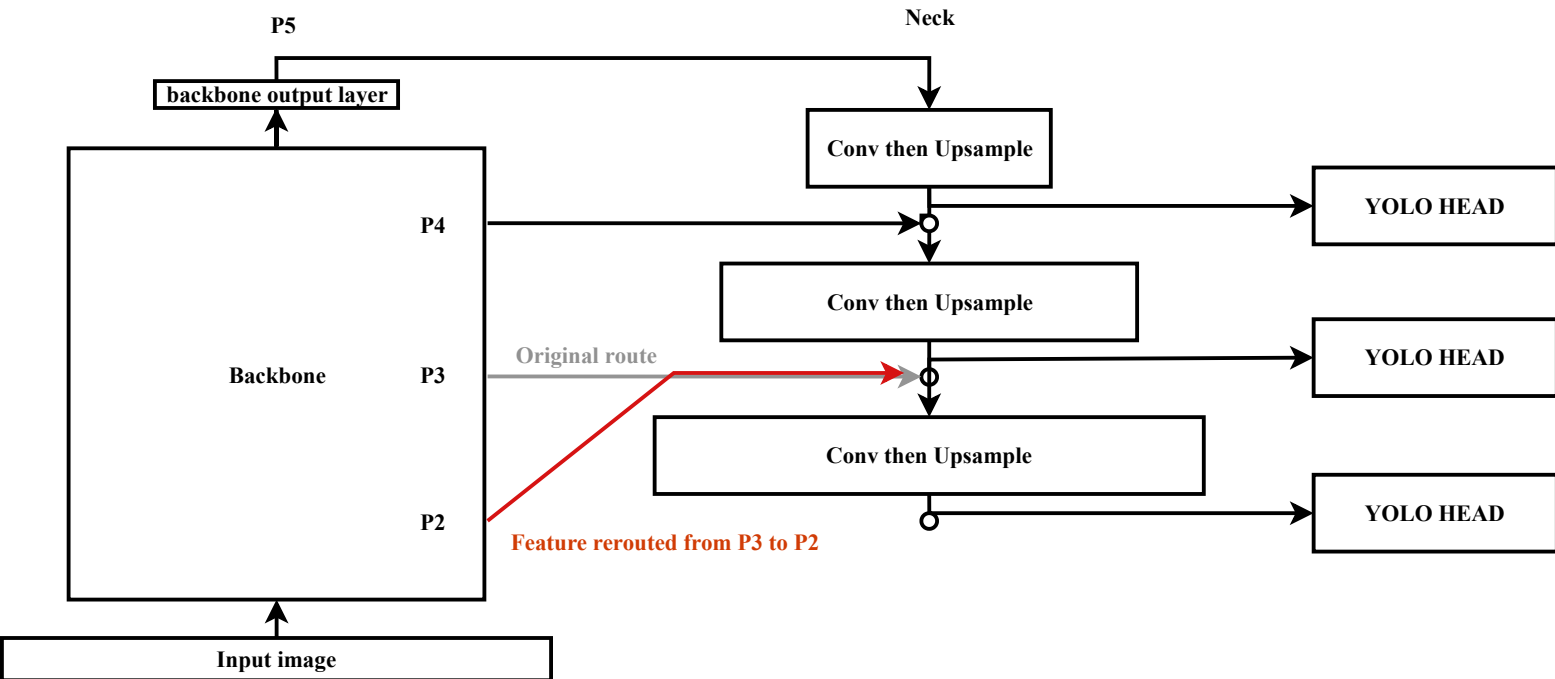 P5
Neck
backbone output layer
Conv then Upsample
YOLO HEAD
P4
Conv then Upsample
Original route
YOLO HEAD
Backbone
P3
Conv then Upsample
YOLO HEAD
P2
Feature rerouted from P3 to P2
Input image